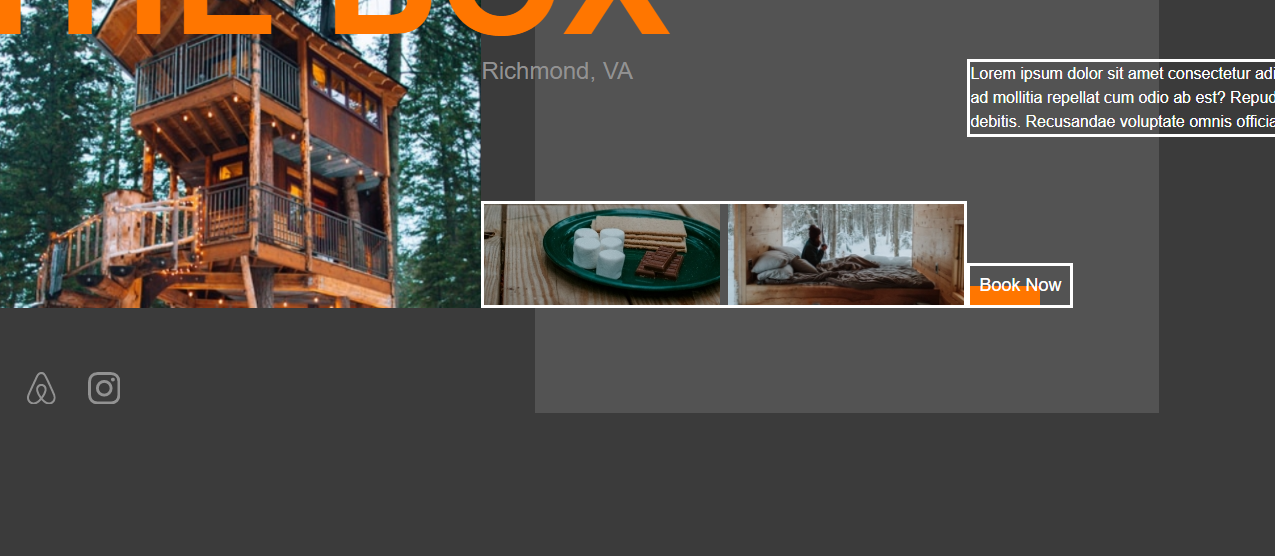 THE BOX
Richmond, VA
Lorem ipsum dolor sit amet consectetur adi
ad mollitia repellat cum odio ab est? Repud
debitis. Recusandae voluptate omnis officia
Book Now